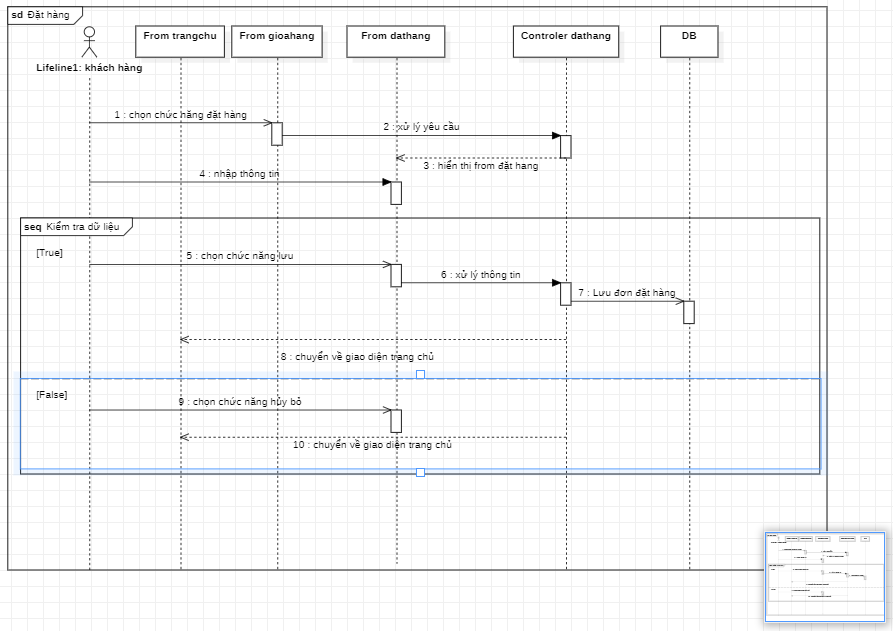 sd Đặt hàng
From trangchu
From gioahang
From dathang
Controler dathang
DB
Lifeline1: khách hàng
1 : chọn chức năng đặt hàng
2 : xử lý yêu cầu
3 : hiển thị from đặt hang
4 : nhập thông tin
seq Kiểm tra dữ liệu
[True]
5 : chọn chức năng lưu
6 : xử lý thông tin
7 : Lưu đơn đặt hàng
8 : chuyển về giao diện trang chủ
[False]
9 : chọn chức năng hủy bỏ
10 : chuyển về giao diện trang chủ